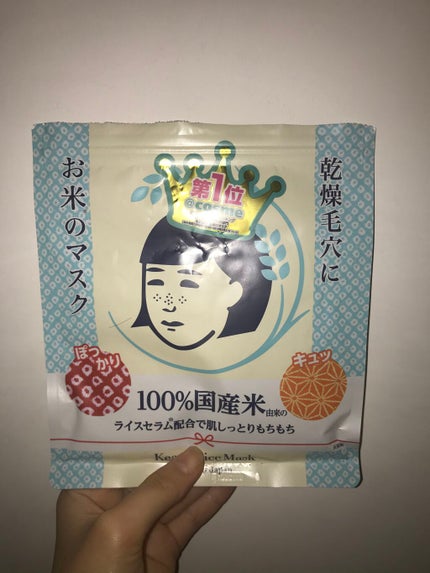 乾燥毛穴に
お米のマスク
第1位
@cosme
ぽっかり
キュッ
100%国産米由来の
ライスセラム配合で肌しっとりもちもち
Mask
Japan